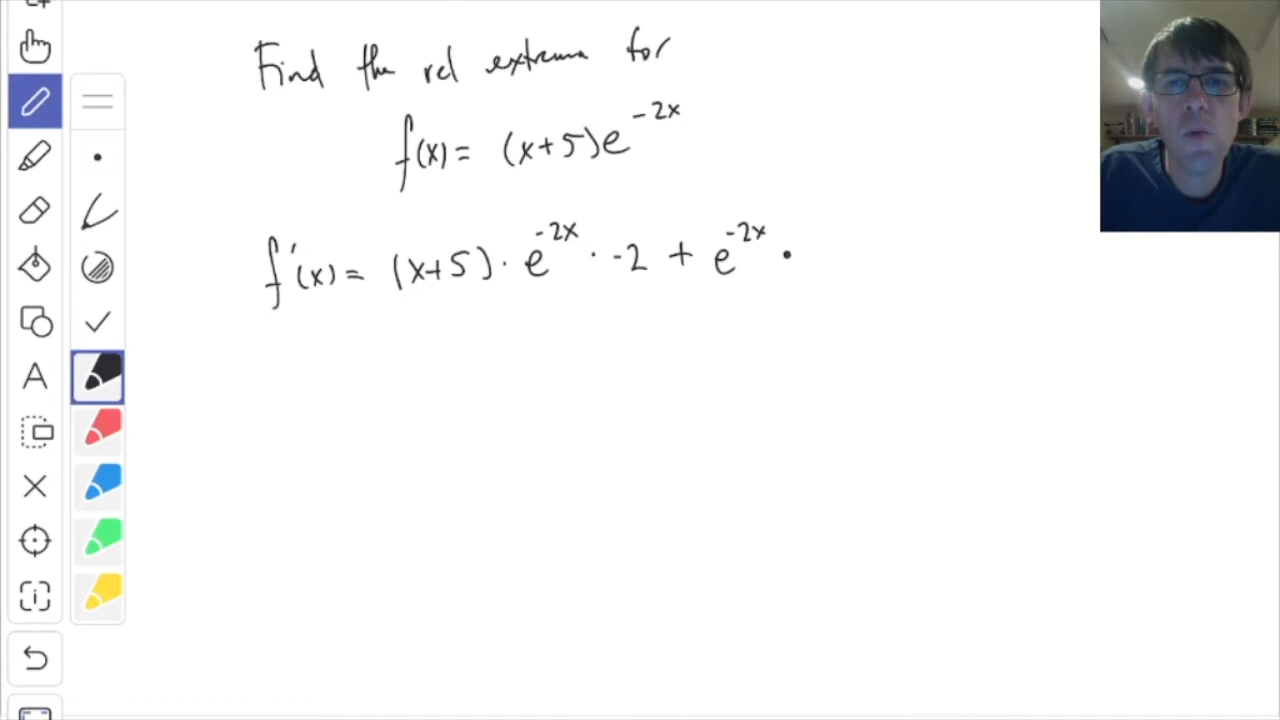 Find the rel extrema for
f(x) = (x+5)e^{-2x}
f'(x) = (x+5) · e^{-2x} · -2 + e^{-2x} ·
A